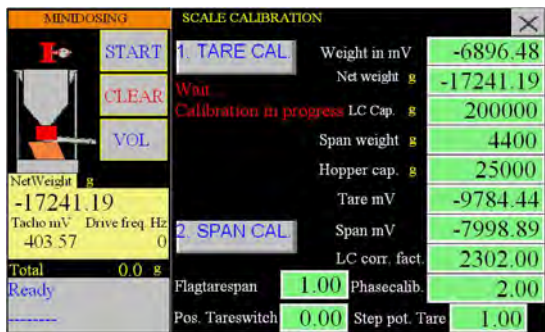 MINIDOSING
START
CLEAR
VOL
NetWeight g
-17241.19
Tacho mV Drive freq. Hz
403.57 0
Total 0.0 g
Ready
--------
SCALE CALIBRATION
1. TARE CAL.
Wait...
Calibration in progress
2. SPAN CAL.
Weight in mV -6896.48
Net weight g -17241.19
LC Cap. g 200000
Span weight g 4400
Hopper cap. g 25000
Tare mV -9784.44
Span mV -7998.89
LC corr. fact. 2302.00
Flagtarespan 1.00 Phasecalib. 2.00
Pos. Tareswitch 0.00 Step pot. Tare 1.00